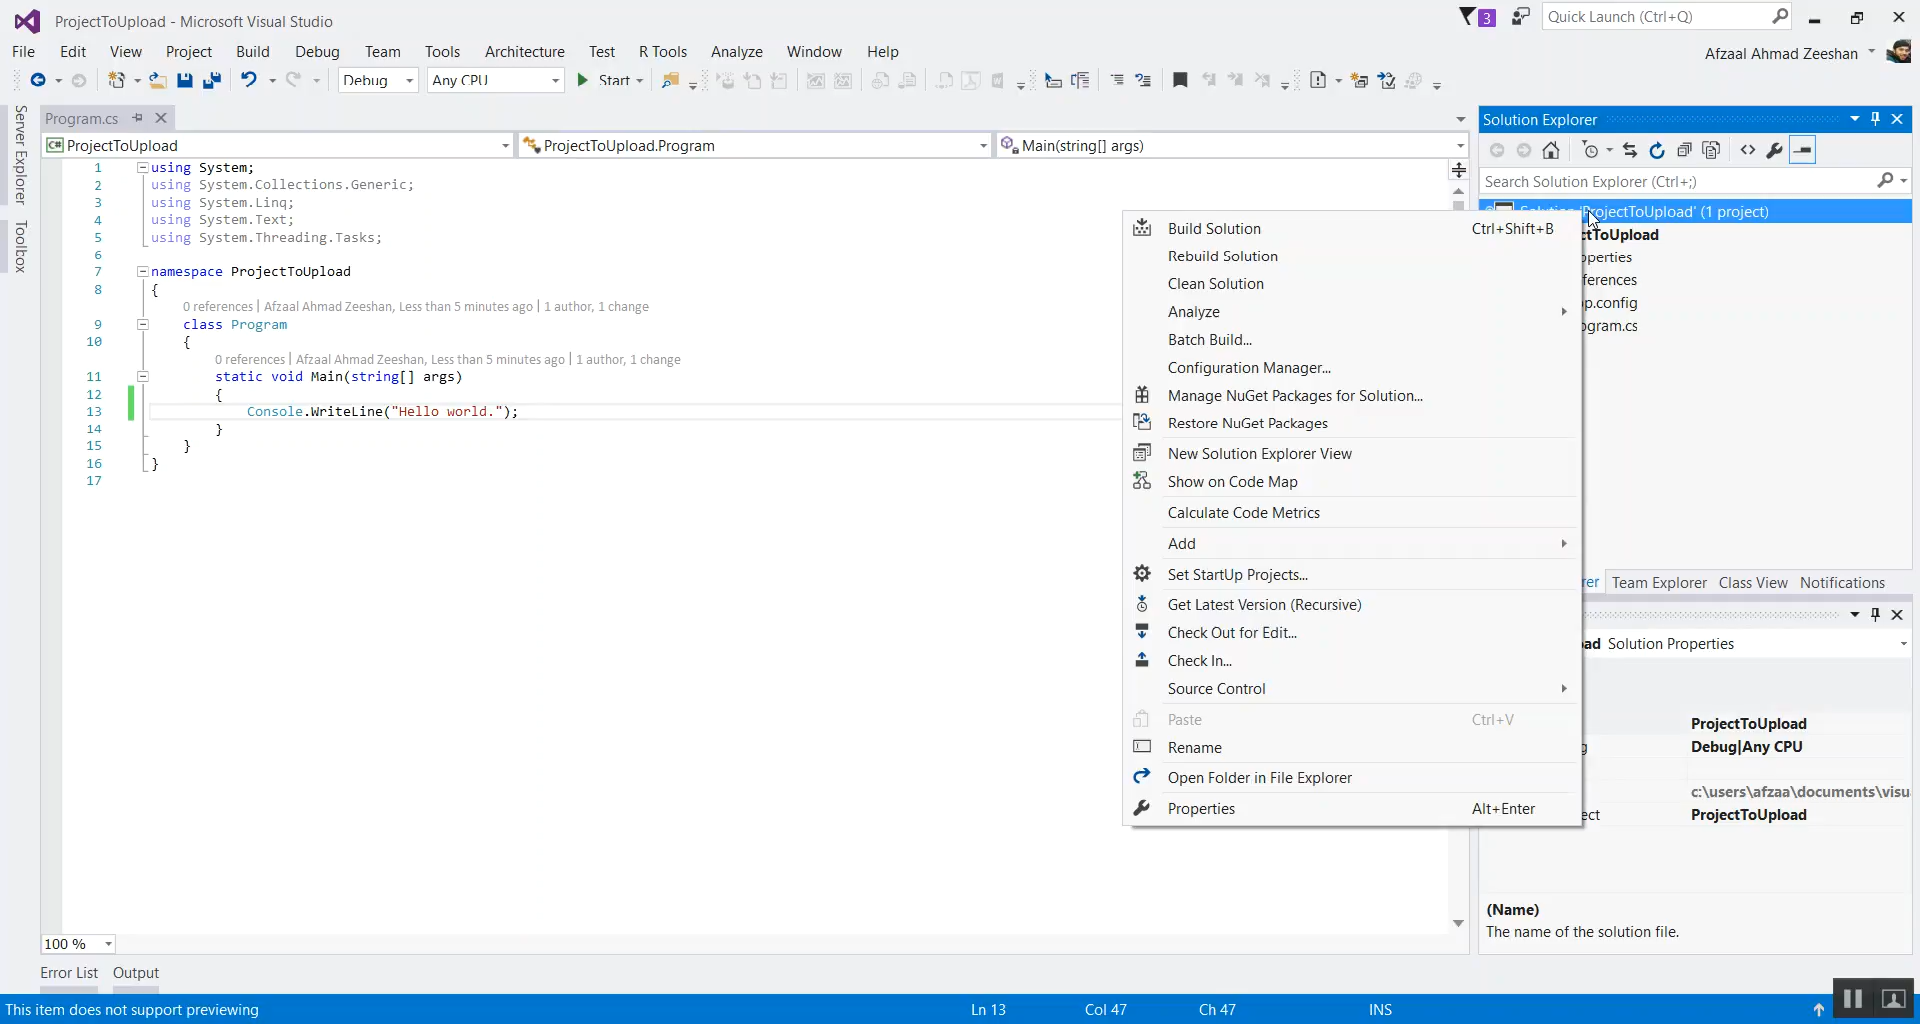 ProjectToUpload - Microsoft Visual Studio
3
Quick Launch (Ctrl+Q)
File Edit View Project Build Debug Team Tools Architecture Test R Tools Analyze Window Help
Afzaal Ahmad Zeeshan
Debug Any CPU Start
Server Explorer
Toolbox
Program.cs
ProjectToUpload ProjectToUpload.Program Main(string[] args)
1 using System;
2 using System.Collections.Generic;
3 using System.Linq;
4 using System.Text;
5 using System.Threading.Tasks;
6
7 namespace ProjectToUpload
8 {
0 references | Afzaal Ahmad Zeeshan, Less than 5 minutes ago | 1 author, 1 change
9 class Program
10 {
0 references | Afzaal Ahmad Zeeshan, Less than 5 minutes ago | 1 author, 1 change
11 static void Main(string[] args)
12 {
13 Console.WriteLine("Hello world.");
14 }
15 }
16 }
17
100 %
Error List Output
Build Solution Ctrl+Shift+B
Rebuild Solution
Clean Solution
Analyze
Batch Build...
Configuration Manager...
Manage NuGet Packages for Solution...
Restore NuGet Packages
New Solution Explorer View
Show on Code Map
Calculate Code Metrics
Add
Set StartUp Projects...
Get Latest Version (Recursive)
Check Out for Edit...
Check In...
Source Control
Paste Ctrl+V
Rename
Open Folder in File Explorer
Properties Alt+Enter
Solution Explorer
Search Solution Explorer (Ctrl+;)
Solution 'ProjectToUpload' (1 project)
ctToUpload
operties
ferences
p.config
ogram.cs
rer Team Explorer Class View Notifications
ad Solution Properties
ProjectToUpload
g Debug|Any CPU
c:\users\afzaa\documents\visu
ect ProjectToUpload
(Name)
The name of the solution file.
This item does not support previewing Ln 13 Col 47 Ch 47 INS